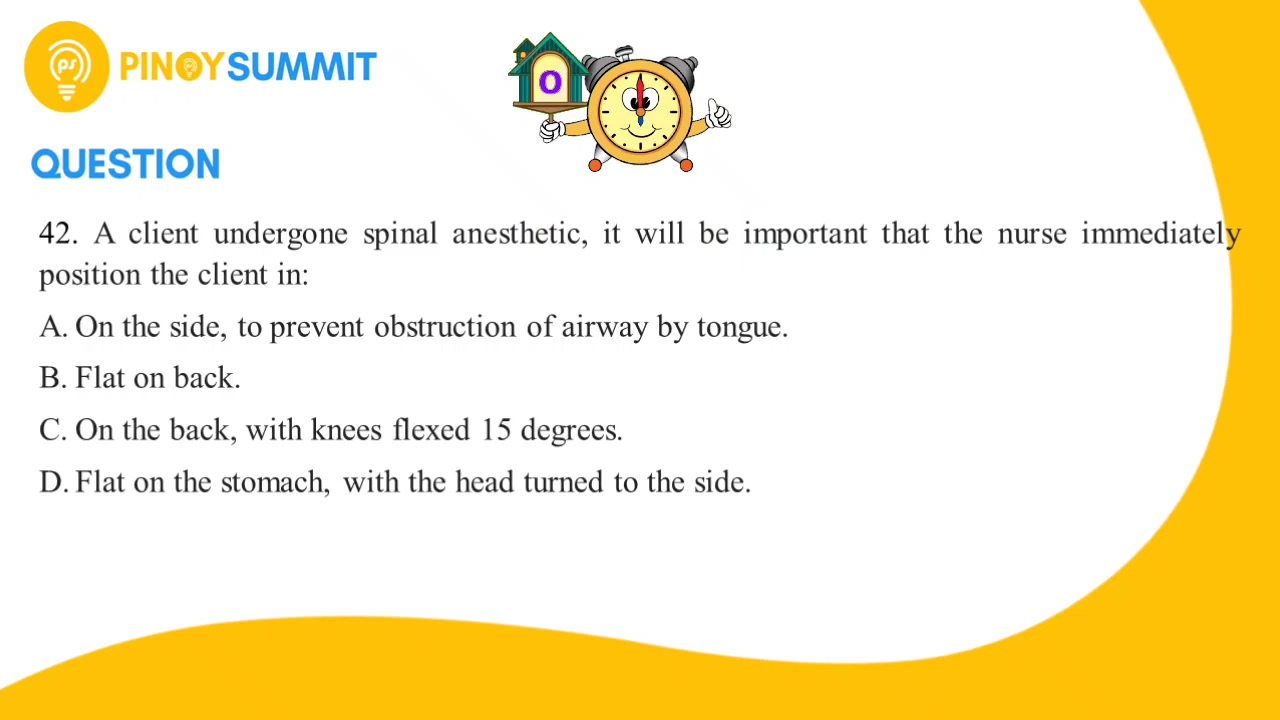 PINOYSUMMIT
O
QUESTION
42. A client undergone spinal anesthetic, it will be important that the nurse immediately
position the client in:
A. On the side, to prevent obstruction of airway by tongue.
B. Flat on back.
C. On the back, with knees flexed 15 degrees.
D. Flat on the stomach, with the head turned to the side.